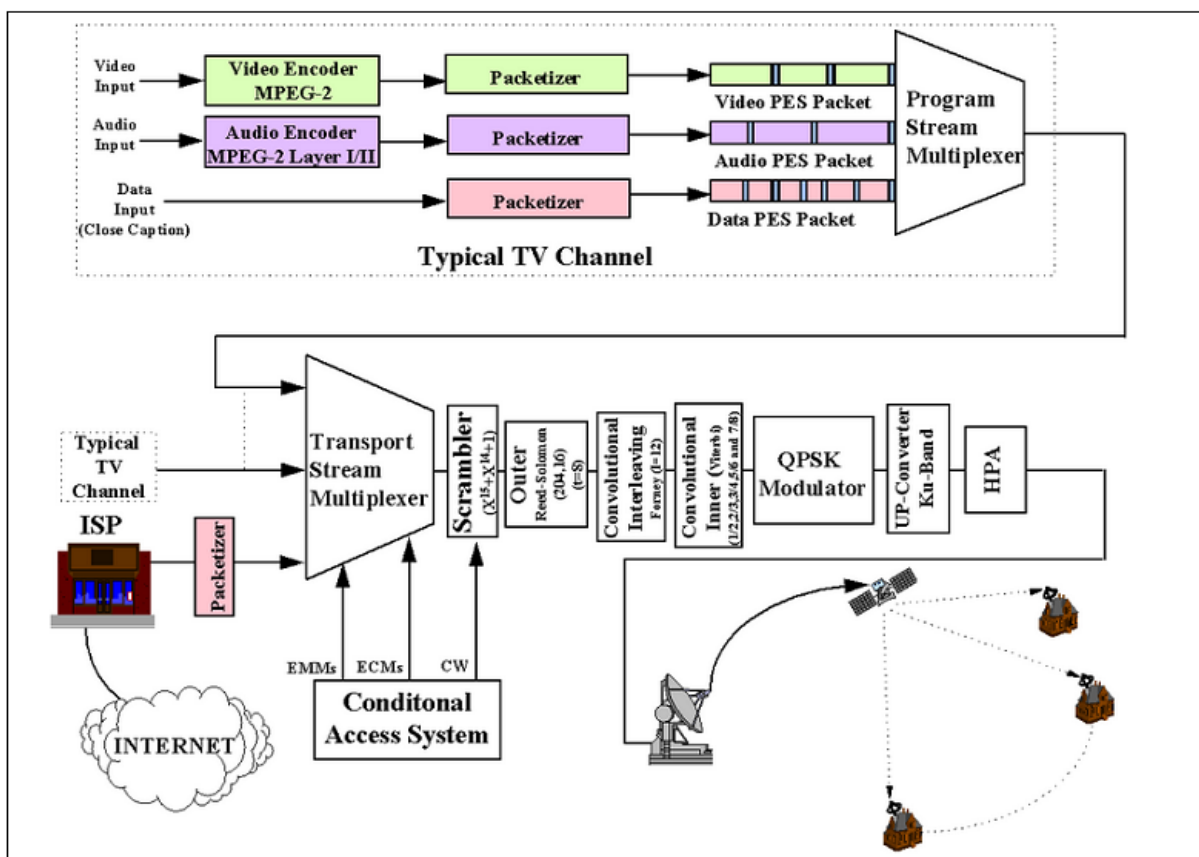 Video
Input
Video Encoder
MPEG-2
Packetizer
Video PES Packet
Audio
Input
Audio Encoder
MPEG-2 Layer I/II
Packetizer
Audio PES Packet
Data
Input
(Close Caption)
Packetizer
Data PES Packet
Program
Stream
Multiplexer
Typical TV Channel
Typical
TV
Channel
ISP
Packetizer
INTERNET
Transport
Stream
Multiplexer
Scrambler
(X15+X14+1)
Outer
Reed-Solomon
(204,16)
(t=8)
Convolutional
Interleaving
Forney (I=12)
Convolutional
Inner (Viterbi)
(1/2,2/3,3/4,5/6 and 7/8)
QPSK
Modulator
UP-Converter
Ku-Band
HPA
EMMs
ECMs
CW
Conditonal
Access System